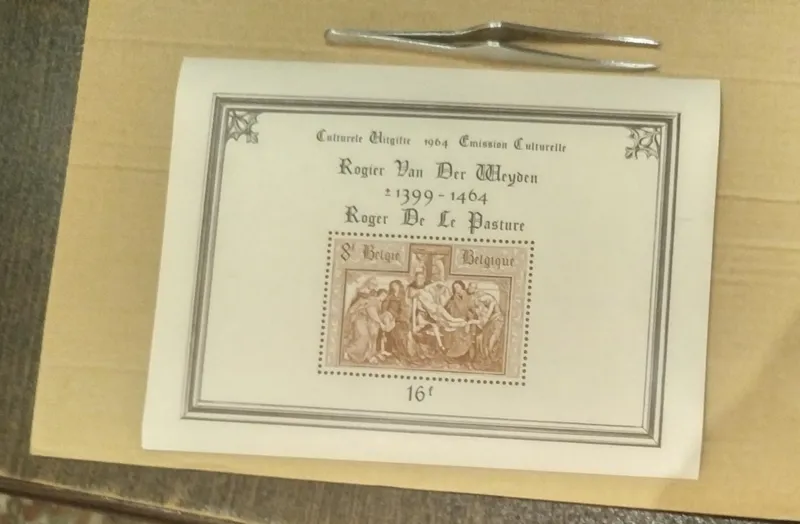 Culturele Uitgifte 1964 Emission Culturelle
Rogier Van Der Weyden
± 1399 - 1464
Roger De Le Pasture
8f België Belgique
16f